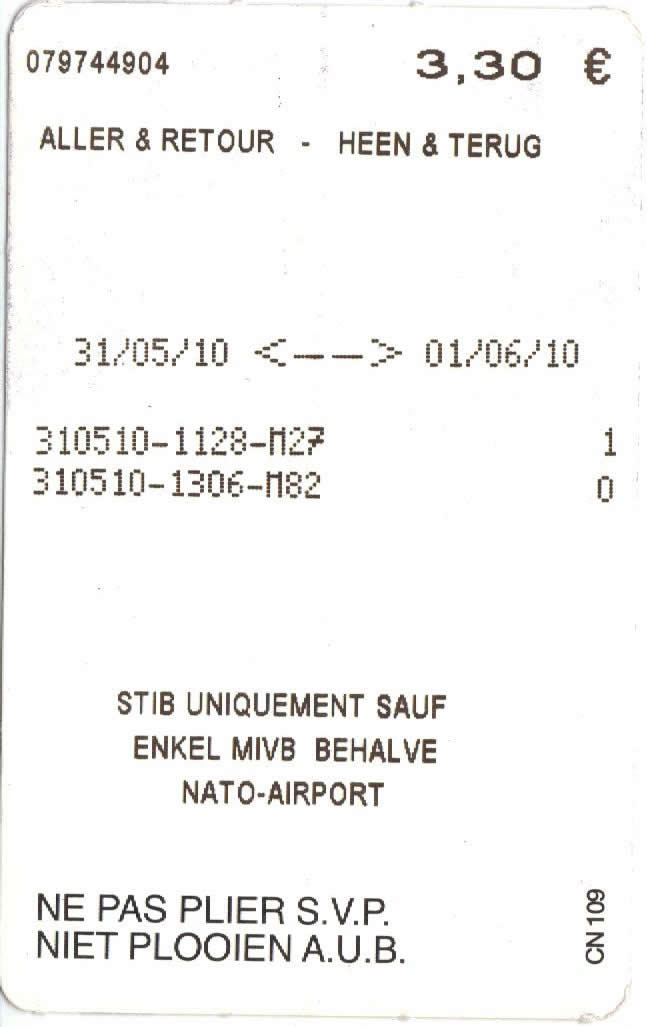 079744904 3,30 €
ALLER & RETOUR - HEEN & TERUG
31/05/10 <--> 01/06/10
310510-1128-M27 1
310510-1306-M82 0
STIB UNIQUEMENT SAUF
ENKEL MIVB BEHALVE
NATO-AIRPORT
NE PAS PLIER S.V.P.
NIET PLOOIEN A.U.B.
CN 109